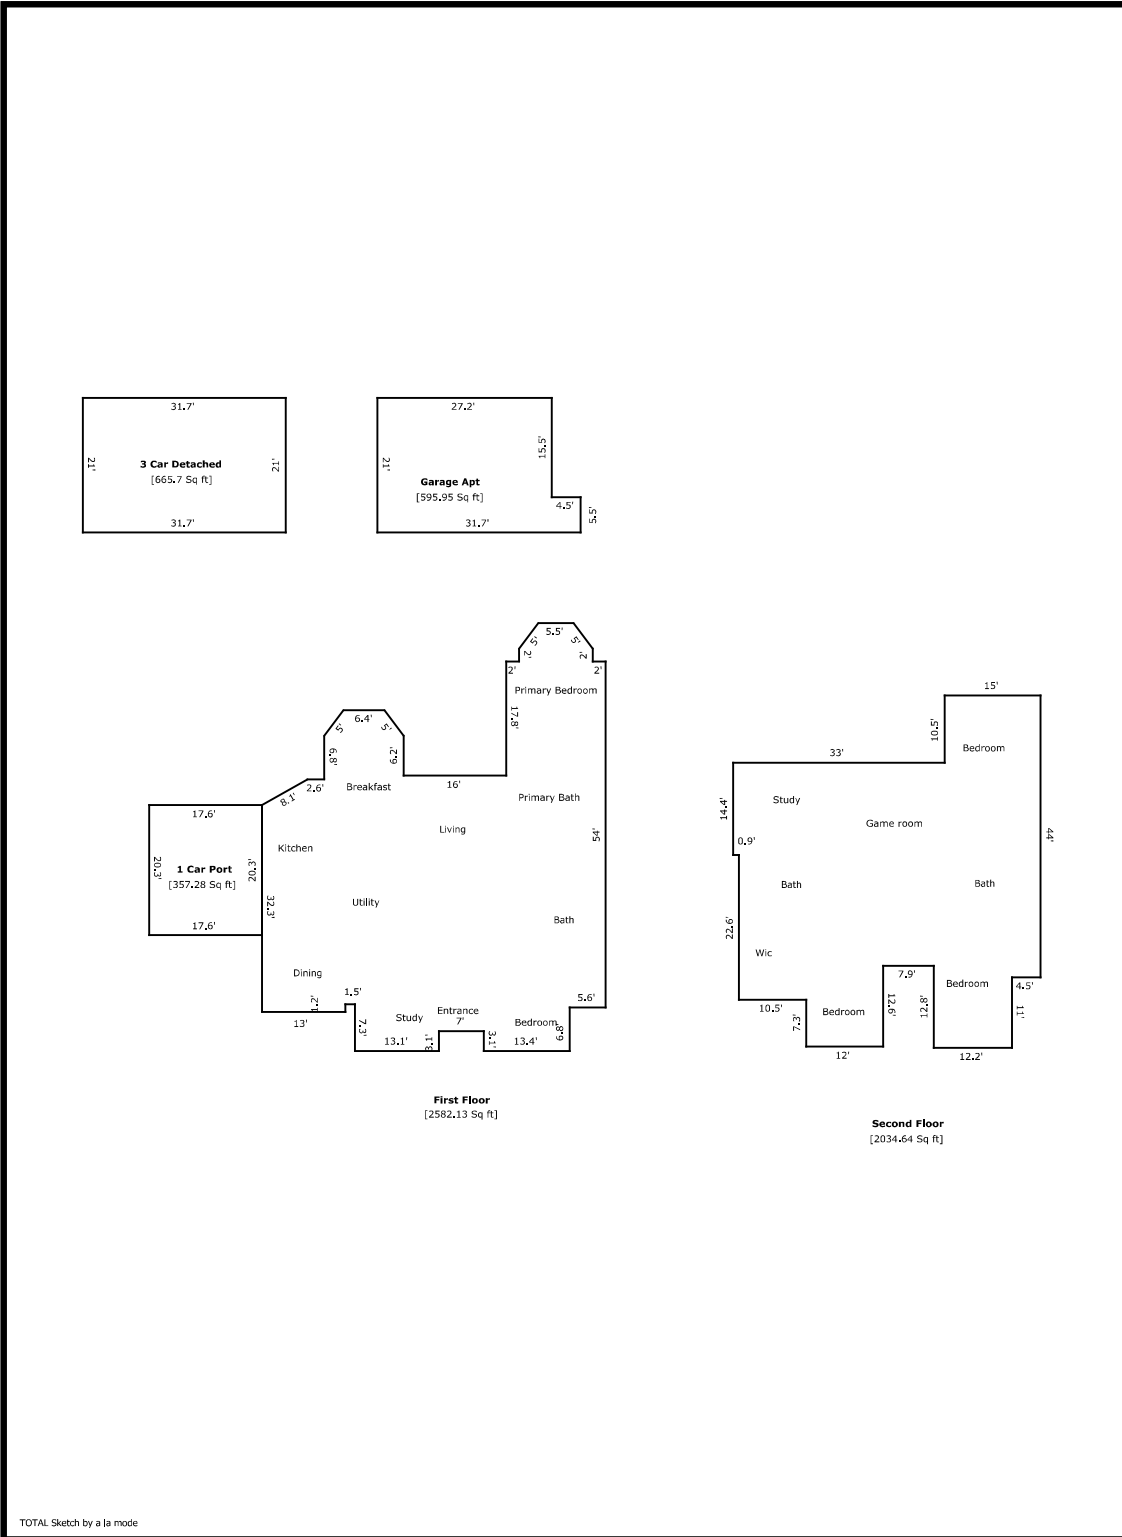 31.7'
21'
3 Car Detached
[665.7 Sq ft]
21'
31.7'
27.2'
15.5'
21'
Garage Apt
[595.95 Sq ft]
4.5'
5.5'
31.7'
5.5'
5'
5'
2'
2'
2'
2'
Primary Bedroom
17.8'
6.4'
5'
5'
6.8'
6.2'
2.6'
8.1'
Breakfast
16'
Primary Bath
Living
54'
17.6'
Kitchen
20.3'
1 Car Port
[357.28 Sq ft]
20.3'
32.3'
17.6'
Utility
Bath
Dining
1.5'
1.2'
13'
7.3'
Study
Entrance
7'
13.1'
3.1'
3.1'
Bedroom
13.4'
6.8'
5.6'
First Floor
[2582.13 Sq ft]
15'
10.5'
Bedroom
33'
Study
14.4'
Game room
44'
0.9'
Bath
Bath
22.6'
Wic
7.9'
Bedroom
4.5'
10.5'
7.3'
Bedroom
12.6'
12.8'
11'
12'
12.2'
Second Floor
[2034.64 Sq ft]
TOTAL Sketch by a la mode